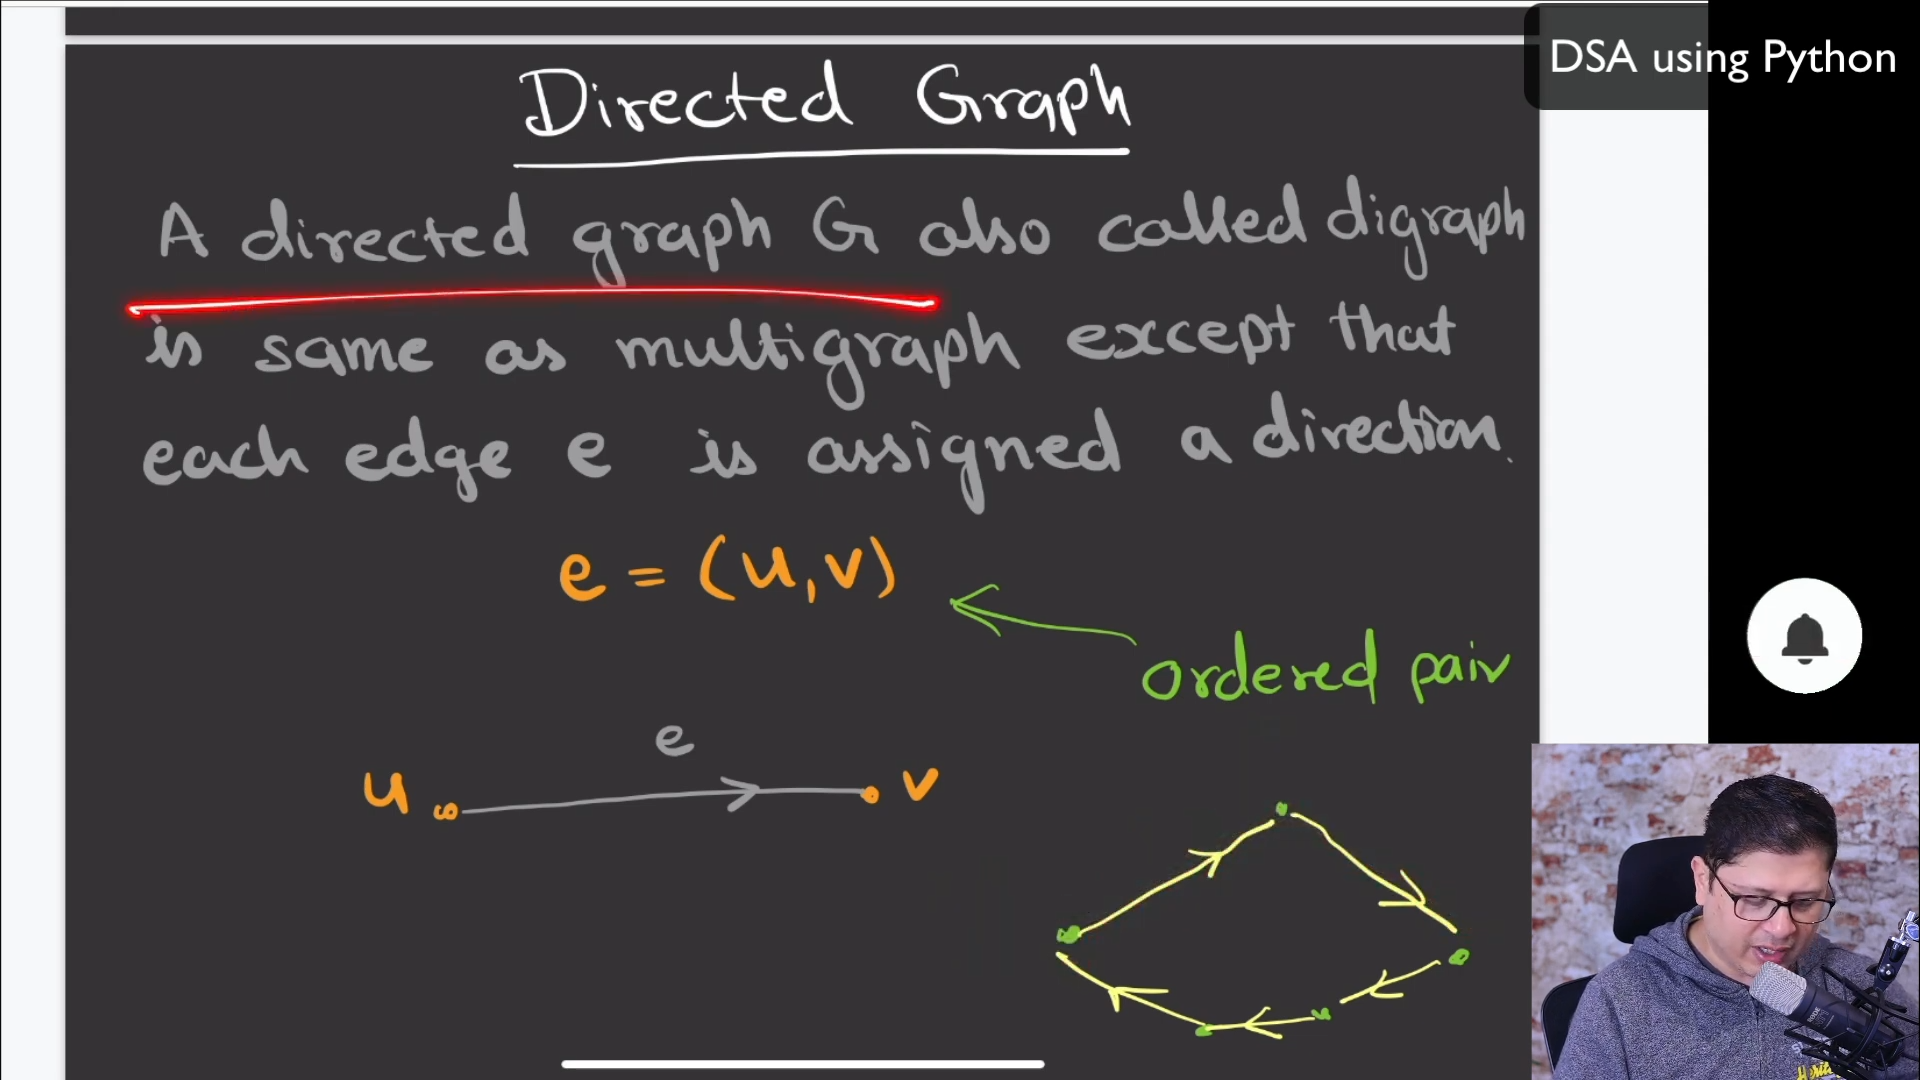 DSA using Python
Directed Graph
A directed graph G also called digraph
is same as multigraph except that
each edge e is assigned a direction.
e = (u,v)
ordered pair
e
u
v